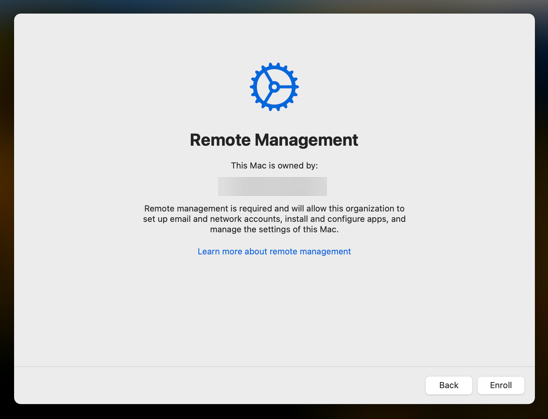 Remote Management
This Mac is owned by:
Remote management is required and will allow this organization to
set up email and network accounts, install and configure apps, and
manage the settings of this Mac.
Learn more about remote management
Back
Enroll